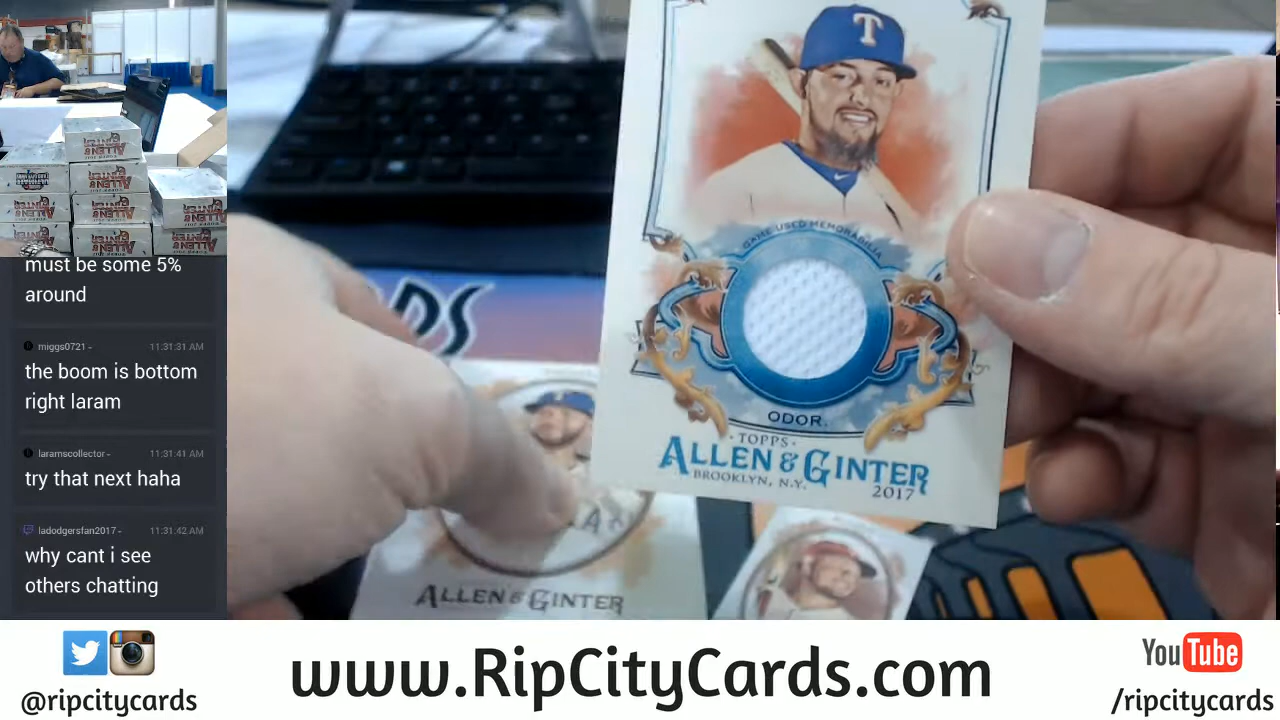 must be some 5%
around
miggs0721 -
11:31:31 AM
the boom is bottom
right laram
laramscollector -
11:31:41 AM
try that next haha
ladodgersfan2017 -
11:31:42 AM
why cant i see
others chatting
T
GAME-USED MEMORABILIA
ODOR
TOPPS
ALLEN & GINTER
BROOKLYN, N.Y.
2017
ALLEN & GINTER
@ripcitycards
www.RipCityCards.com
YouTube
/ripcitycards